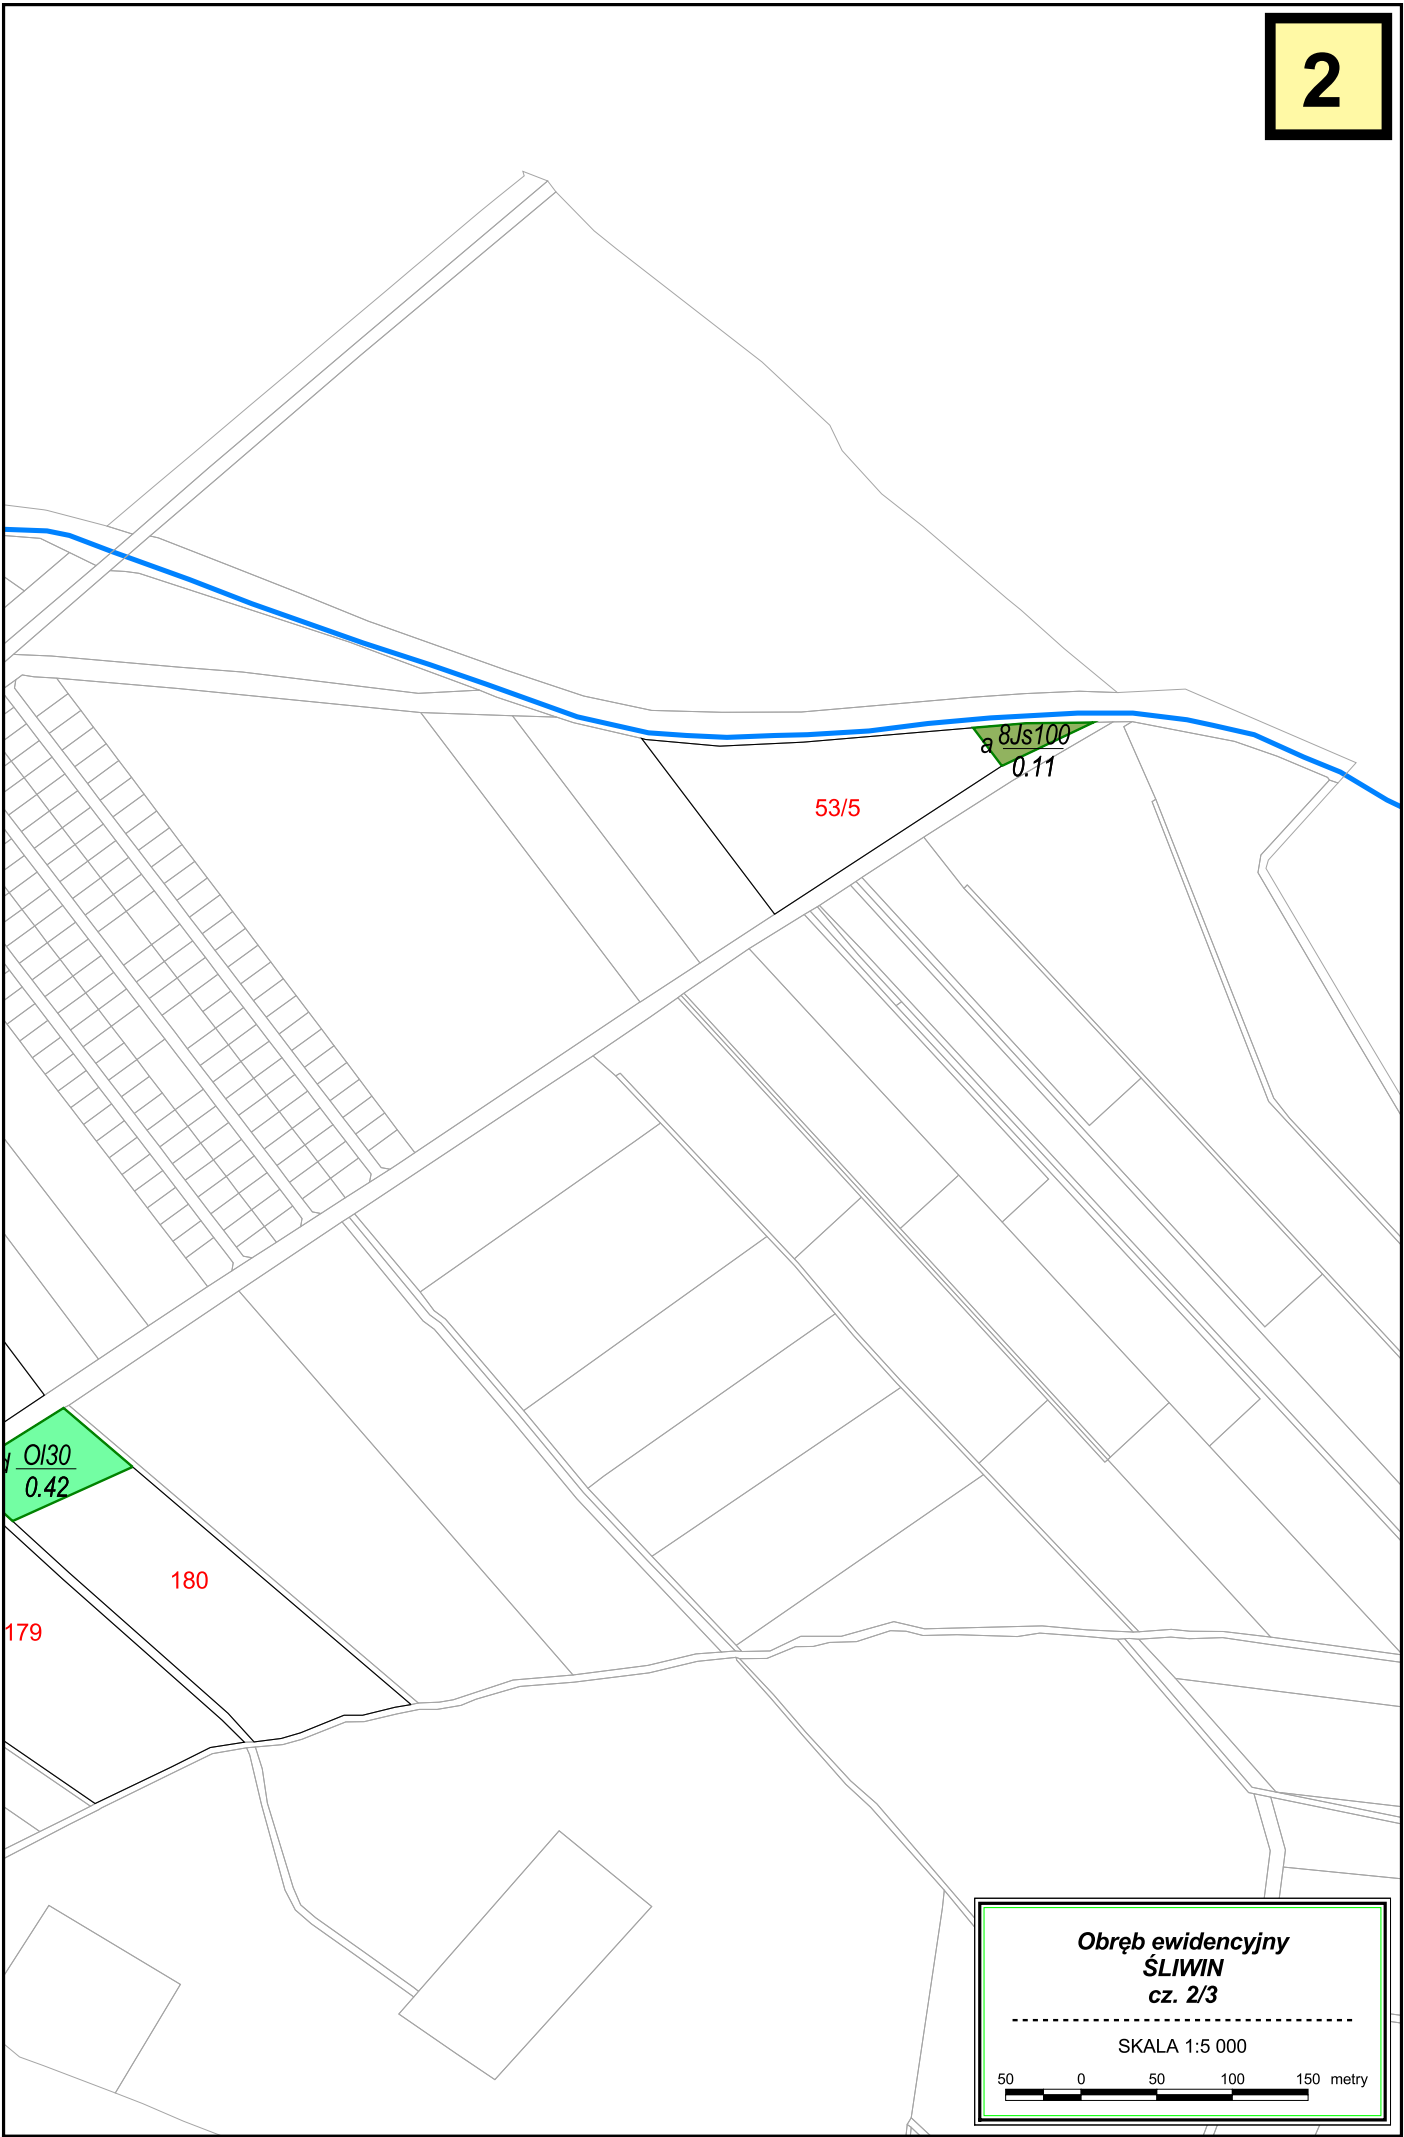 2
a 8Js100
0.11
53/5
Ol30
0.42
180
179
Obręb ewidencyjny
ŚLIWIN
cz. 2/3
SKALA 1:5 000
50 0 50 100 150 metry